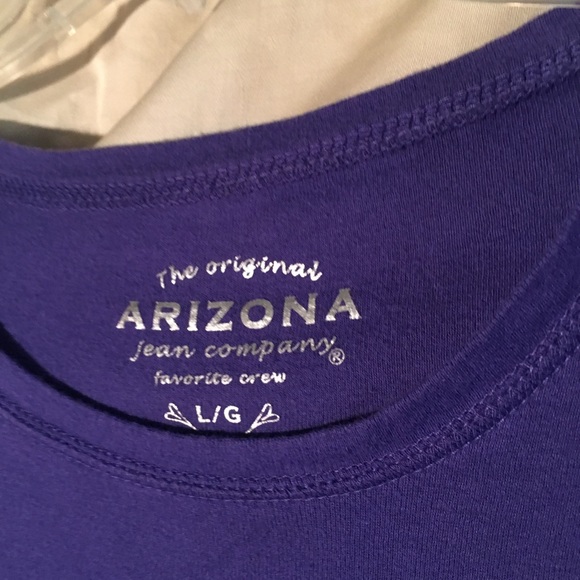 The original
ARIZONA
jean company®
favorite crew
L/G